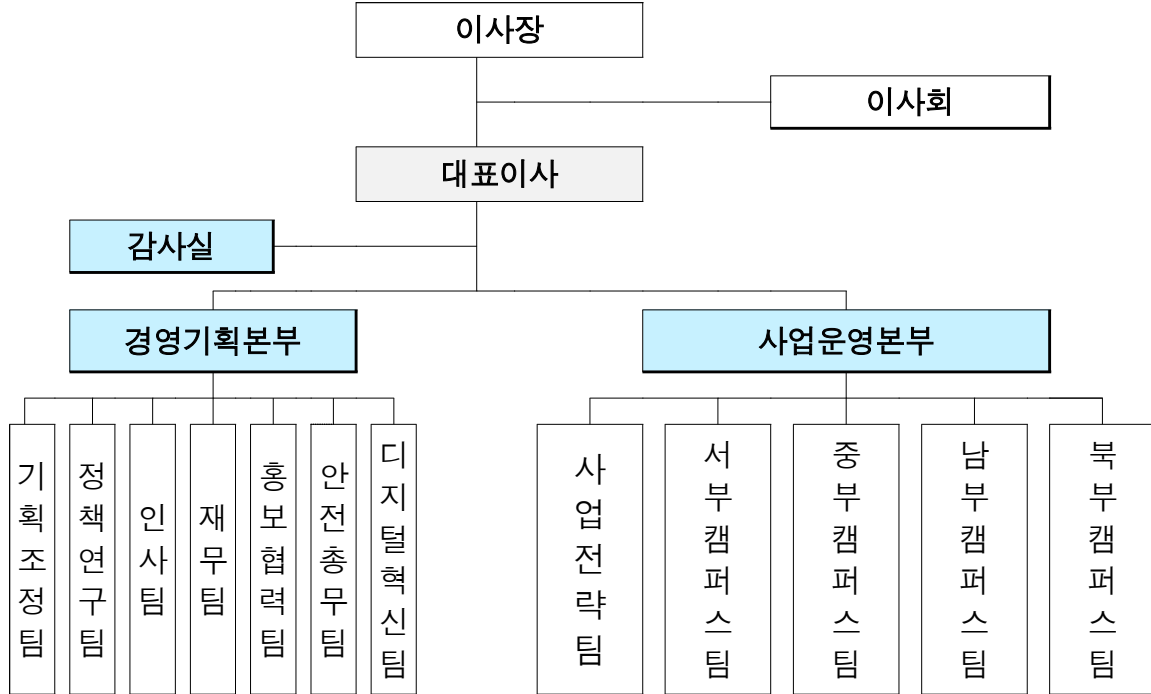 이사장
이사회
대표이사
감사실
경영기획본부
사업운영본부
기획조정팀
정책연구팀
인사팀
재무팀
홍보협력팀
안전총무팀
디지털혁신팀
사업전략팀
서부캠퍼스팀
중부캠퍼스팀
남부캠퍼스팀
북부캠퍼스팀